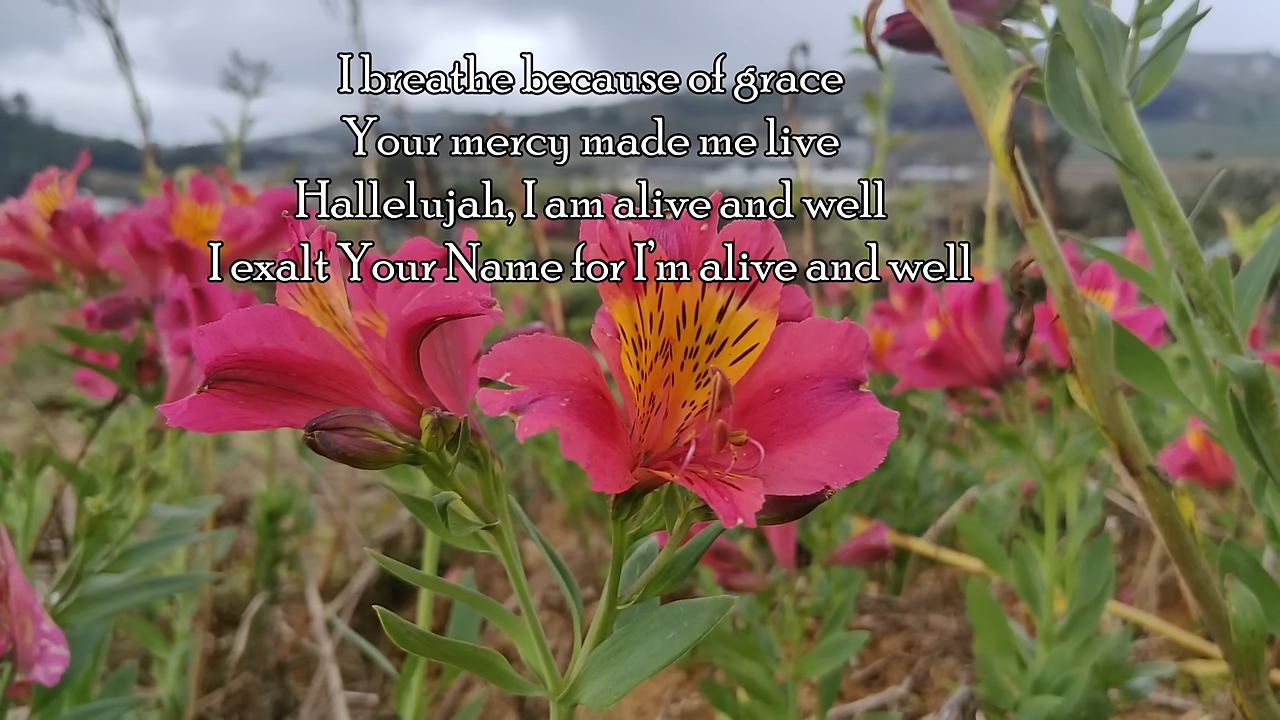 I breathe because of grace
Your mercy made me live
Hallelujah, I am alive and well
I exalt Your Name for I'm alive and well